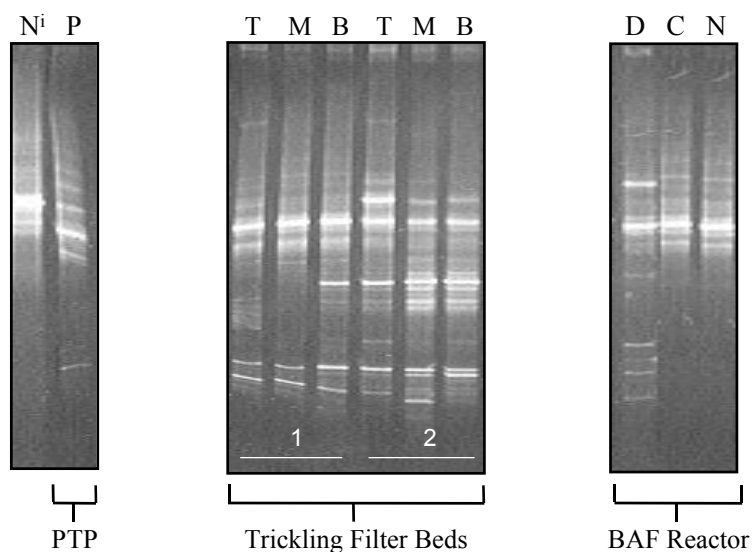 Nⁱ P T M B T M B D C N
1 2
PTP Trickling Filter Beds BAF Reactor